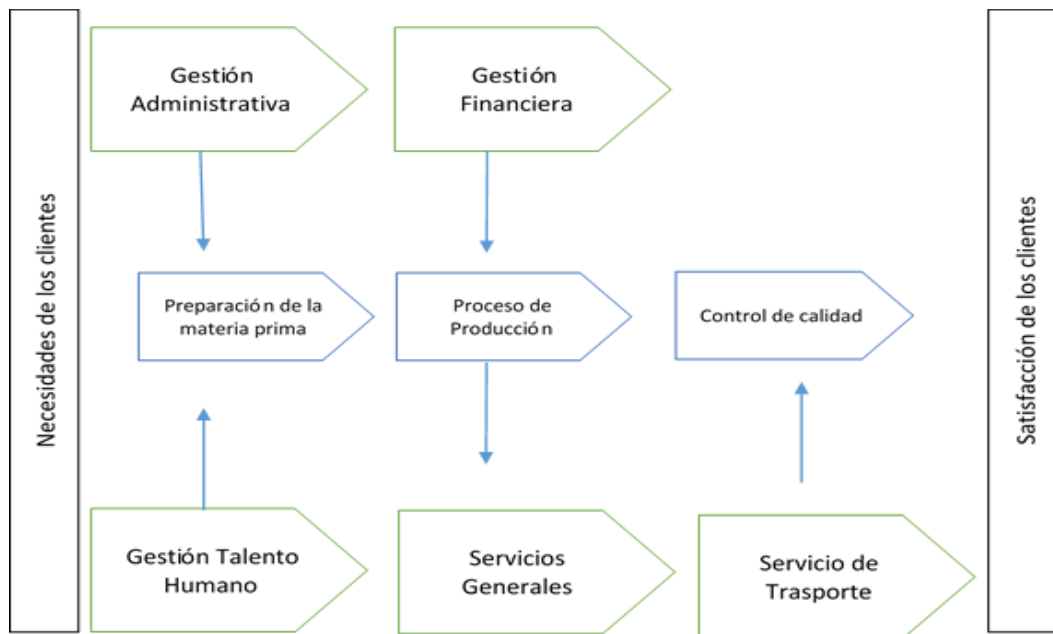 Necesidades de los clientes
Gestión
Administrativa
Gestión
Financiera
Preparación de la
materia prima
Proceso de
Producción
Control de calidad
Gestión Talento
Humano
Servicios
Generales
Servicio de
Trasporte
Satisfacción de los clientes